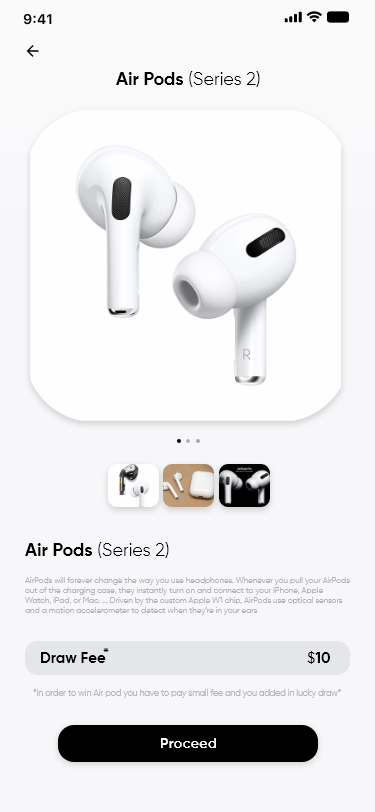 9:41
Air Pods (Series 2)
R
Air Pods (Series 2)
AirPods will forever change the way you use headphones. Whenever you pull your AirPods
out of the charging case, they instantly turn on and connect to your iPhone, Apple
Watch, iPad, or Mac. ... Driven by the custom Apple W1 chip, AirPods use optical sensors
and a motion accelerometer to detect when they're in your ears
Draw Fee* $10
*In order to win Air pod you have to pay small fee and you added in lucky draw*
Proceed